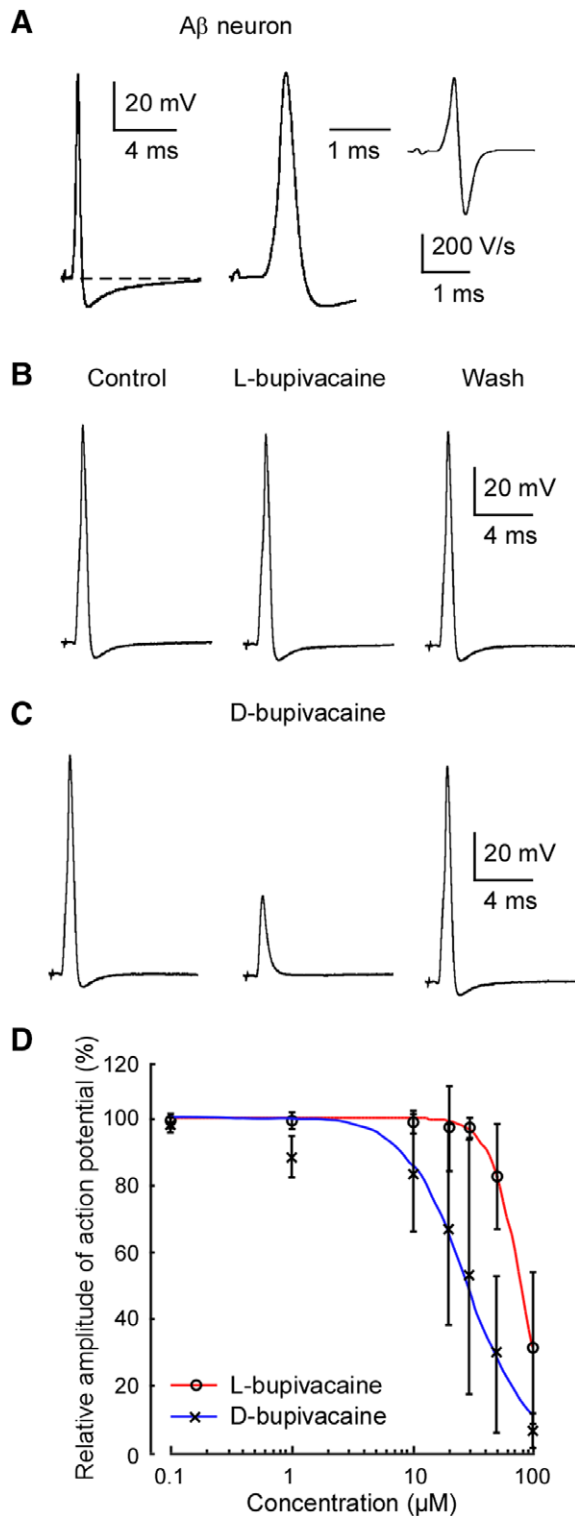 A
Aβ neuron
20 mV
4 ms
1 ms
200 V/s
1 ms
B
Control
L-bupivacaine
Wash
20 mV
4 ms
C
D-bupivacaine
20 mV
4 ms
D
Relative amplitude of action potential (%)
120
100
80
60
40
20
0
L-bupivacaine
D-bupivacaine
0.1
1
10
100
Concentration (µM)